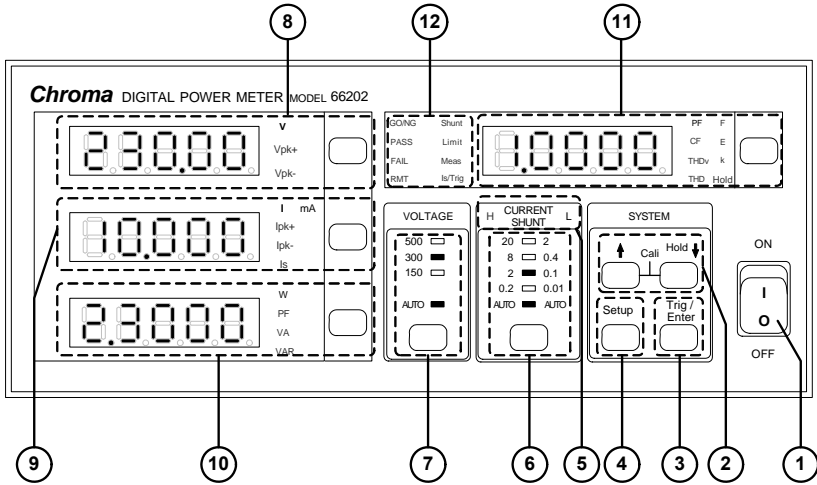 8 12 11
Chroma DIGITAL POWER METER MODEL 66202
230.00
V
Vpk+
Vpk-
GO/NG Shunt
PASS Limit
FAIL Meas
RMT Is/Trig
1.0000
PF F
CF E
THDv k
THD Hold
10.000
I mA
Ipk+
Ipk-
Is
2.3000
W
PF
VA
VAR
VOLTAGE
500
300
150
AUTO
H CURRENT SHUNT L
20 2
8 0.4
2 0.1
0.2 0.01
AUTO AUTO
SYSTEM
Cali Hold
Setup Trig /
Enter
ON
I
O
OFF
9 10 7 6 5 4 3 2 1